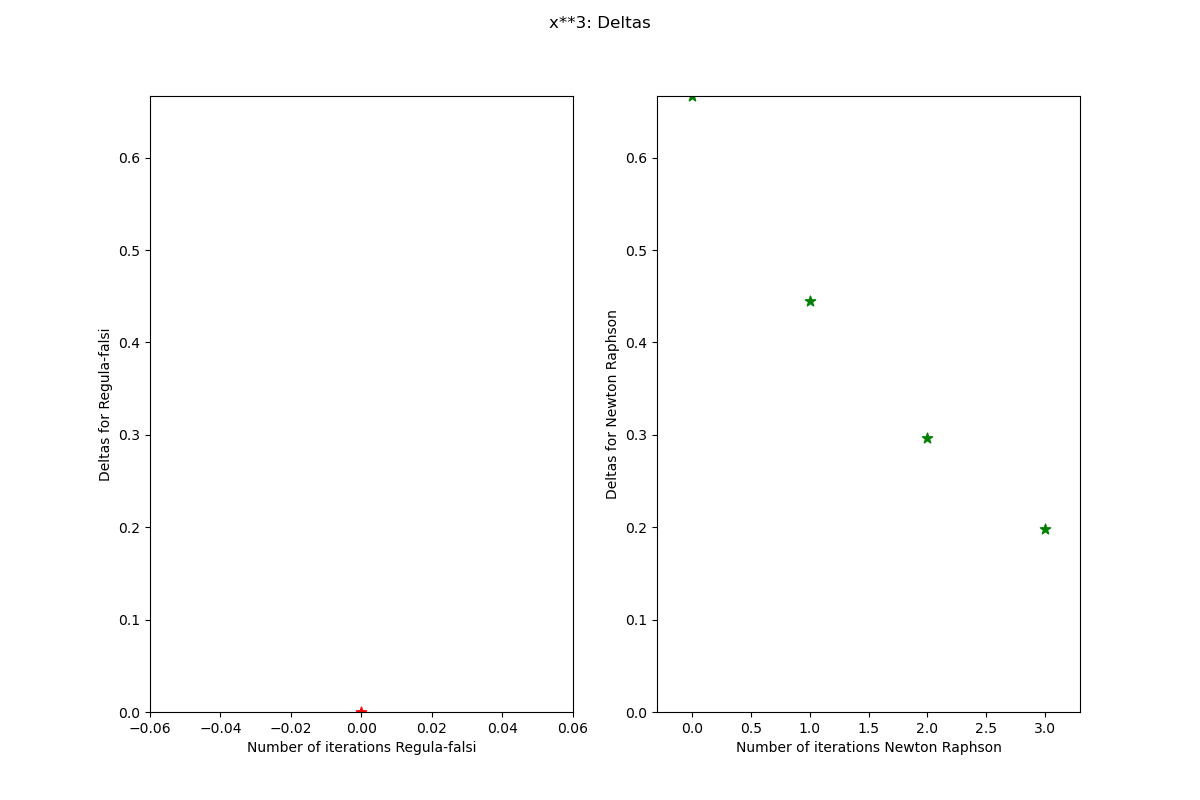 x**3: Deltas
Deltas for Regula-falsi
0.6
0.5
0.4
0.3
0.2
0.1
0.0
−0.06 −0.04 −0.02 0.00 0.02 0.04 0.06
Number of iterations Regula-falsi
Deltas for Newton Raphson
0.6
0.5
0.4
0.3
0.2
0.1
0.0
0.0 0.5 1.0 1.5 2.0 2.5 3.0
Number of iterations Newton Raphson